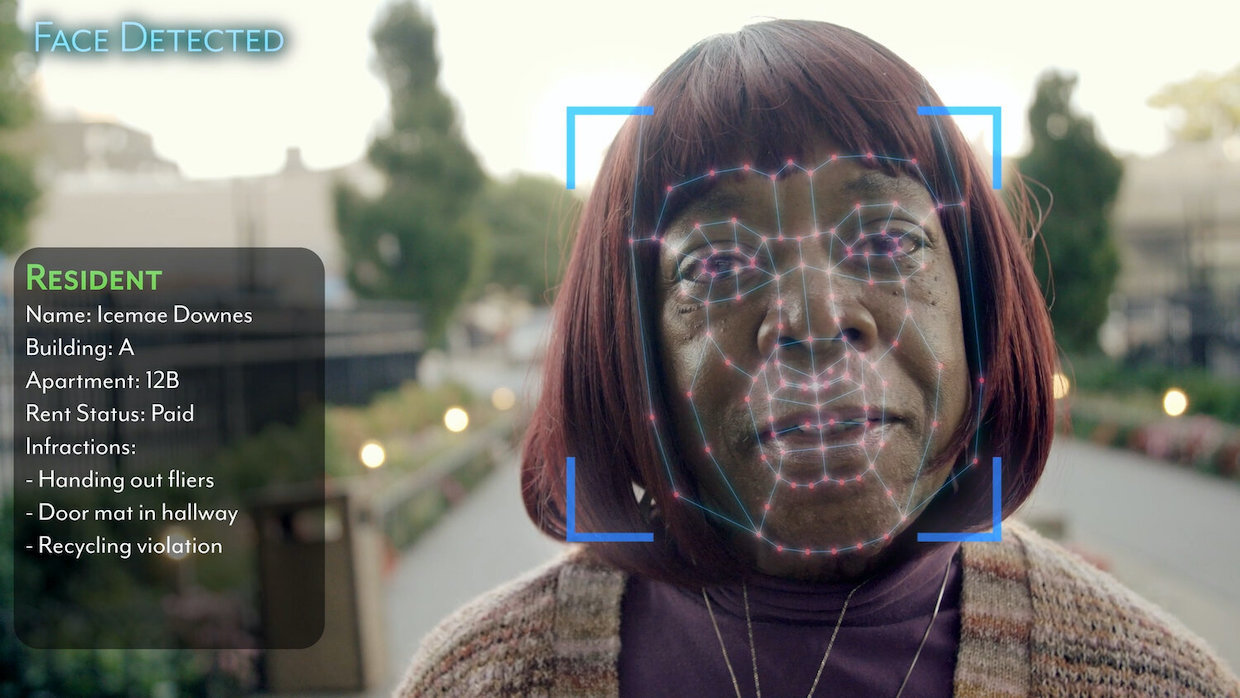 Face Detected
Resident
Name: Icemae Downes
Building: A
Apartment: 12B
Rent Status: Paid
Infractions:
- Handing out fliers
- Door mat in hallway
- Recycling violation